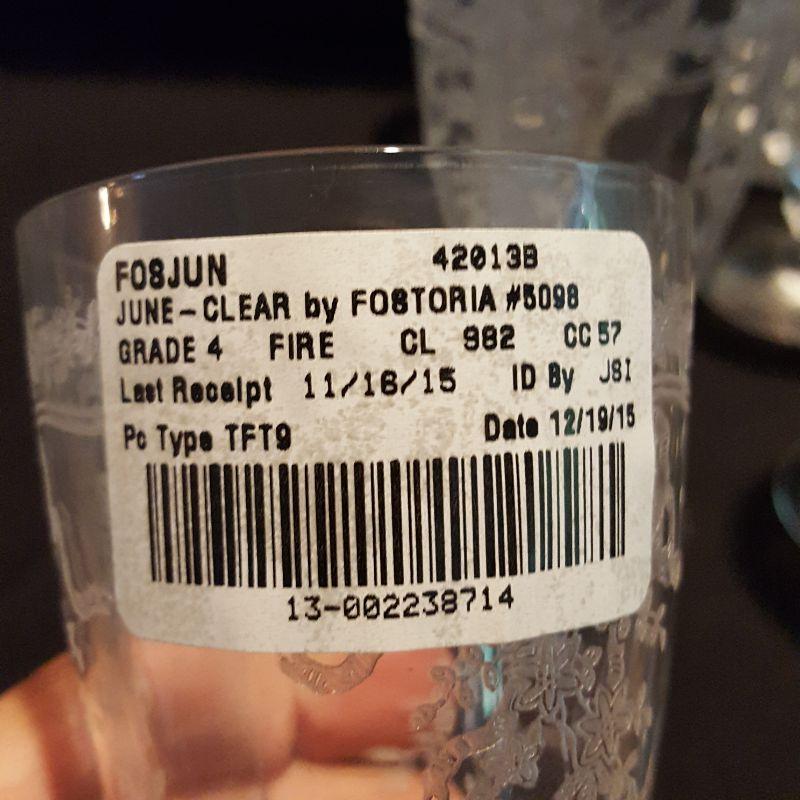 FOSJUN 42013B
JUNE-CLEAR by FOSTORIA #5098
GRADE 4 FIRE CL 982 CC 57
Last Receipt 11/16/15 ID By JSI
Pc Type TFT9 Date 12/19/15
13-002238714